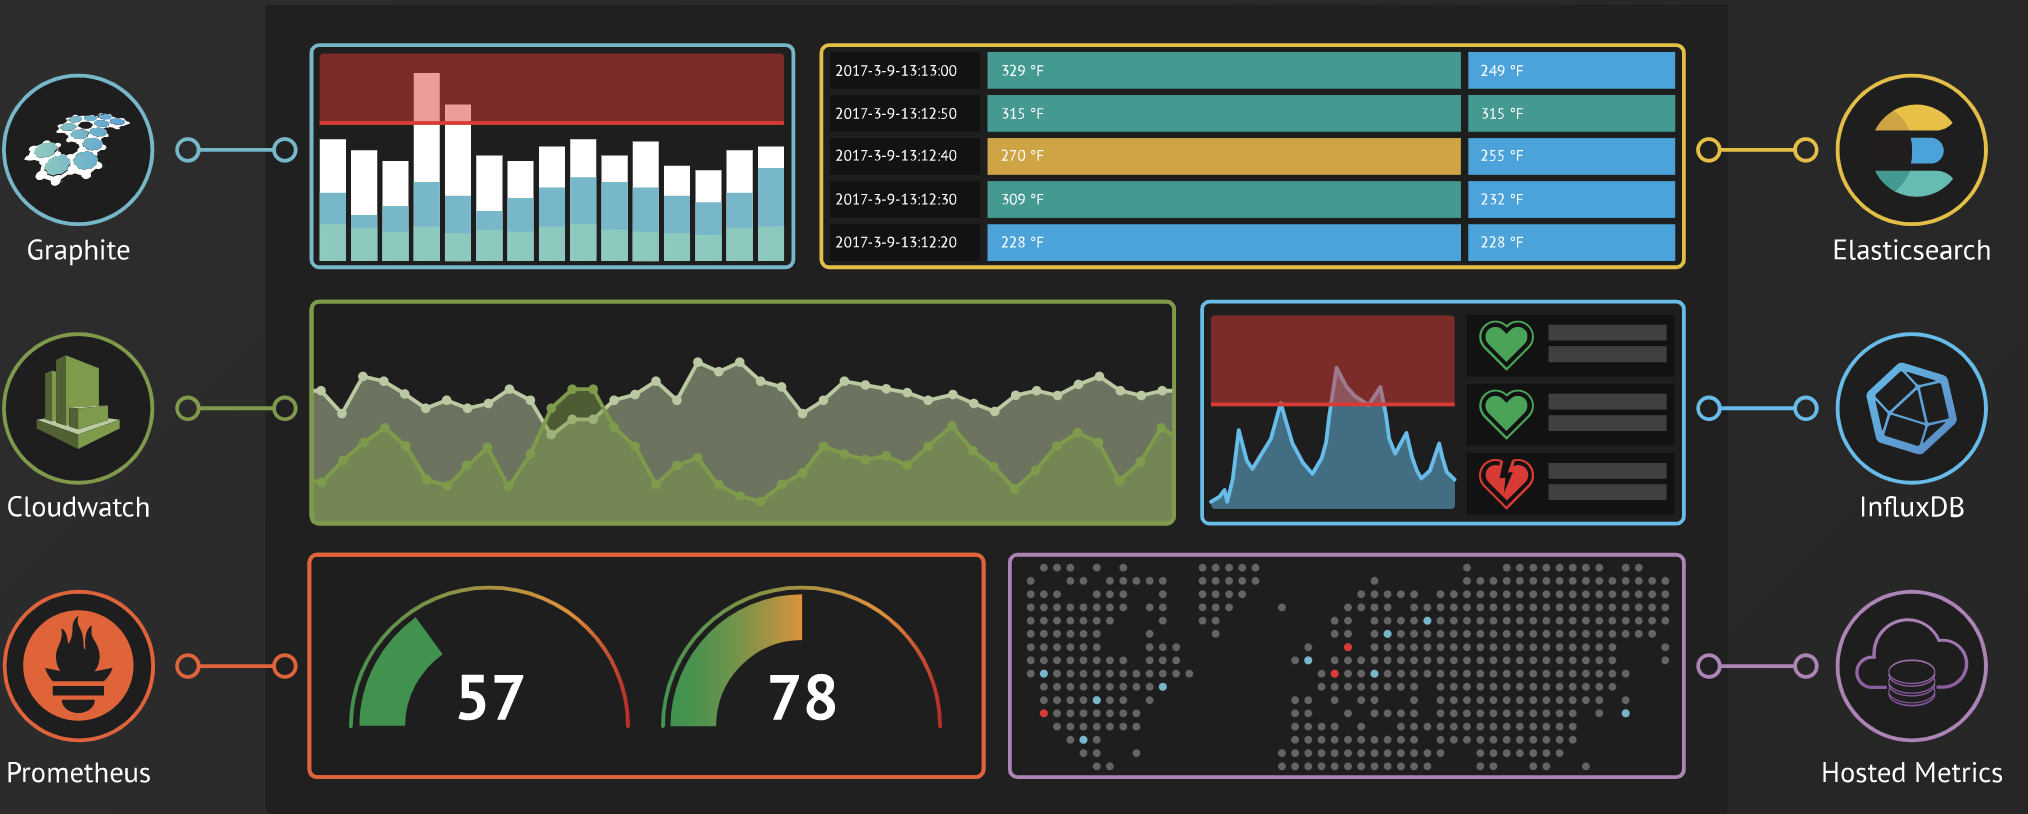 Graphite
2017-3-9-13:13:00 329 °F 249 °F
2017-3-9-13:12:50 315 °F 315 °F
2017-3-9-13:12:40 270 °F 255 °F
2017-3-9-13:12:30 309 °F 232 °F
2017-3-9-13:12:20 228 °F 228 °F
Elasticsearch
Cloudwatch
InfluxDB
Prometheus
57
78
Hosted Metrics